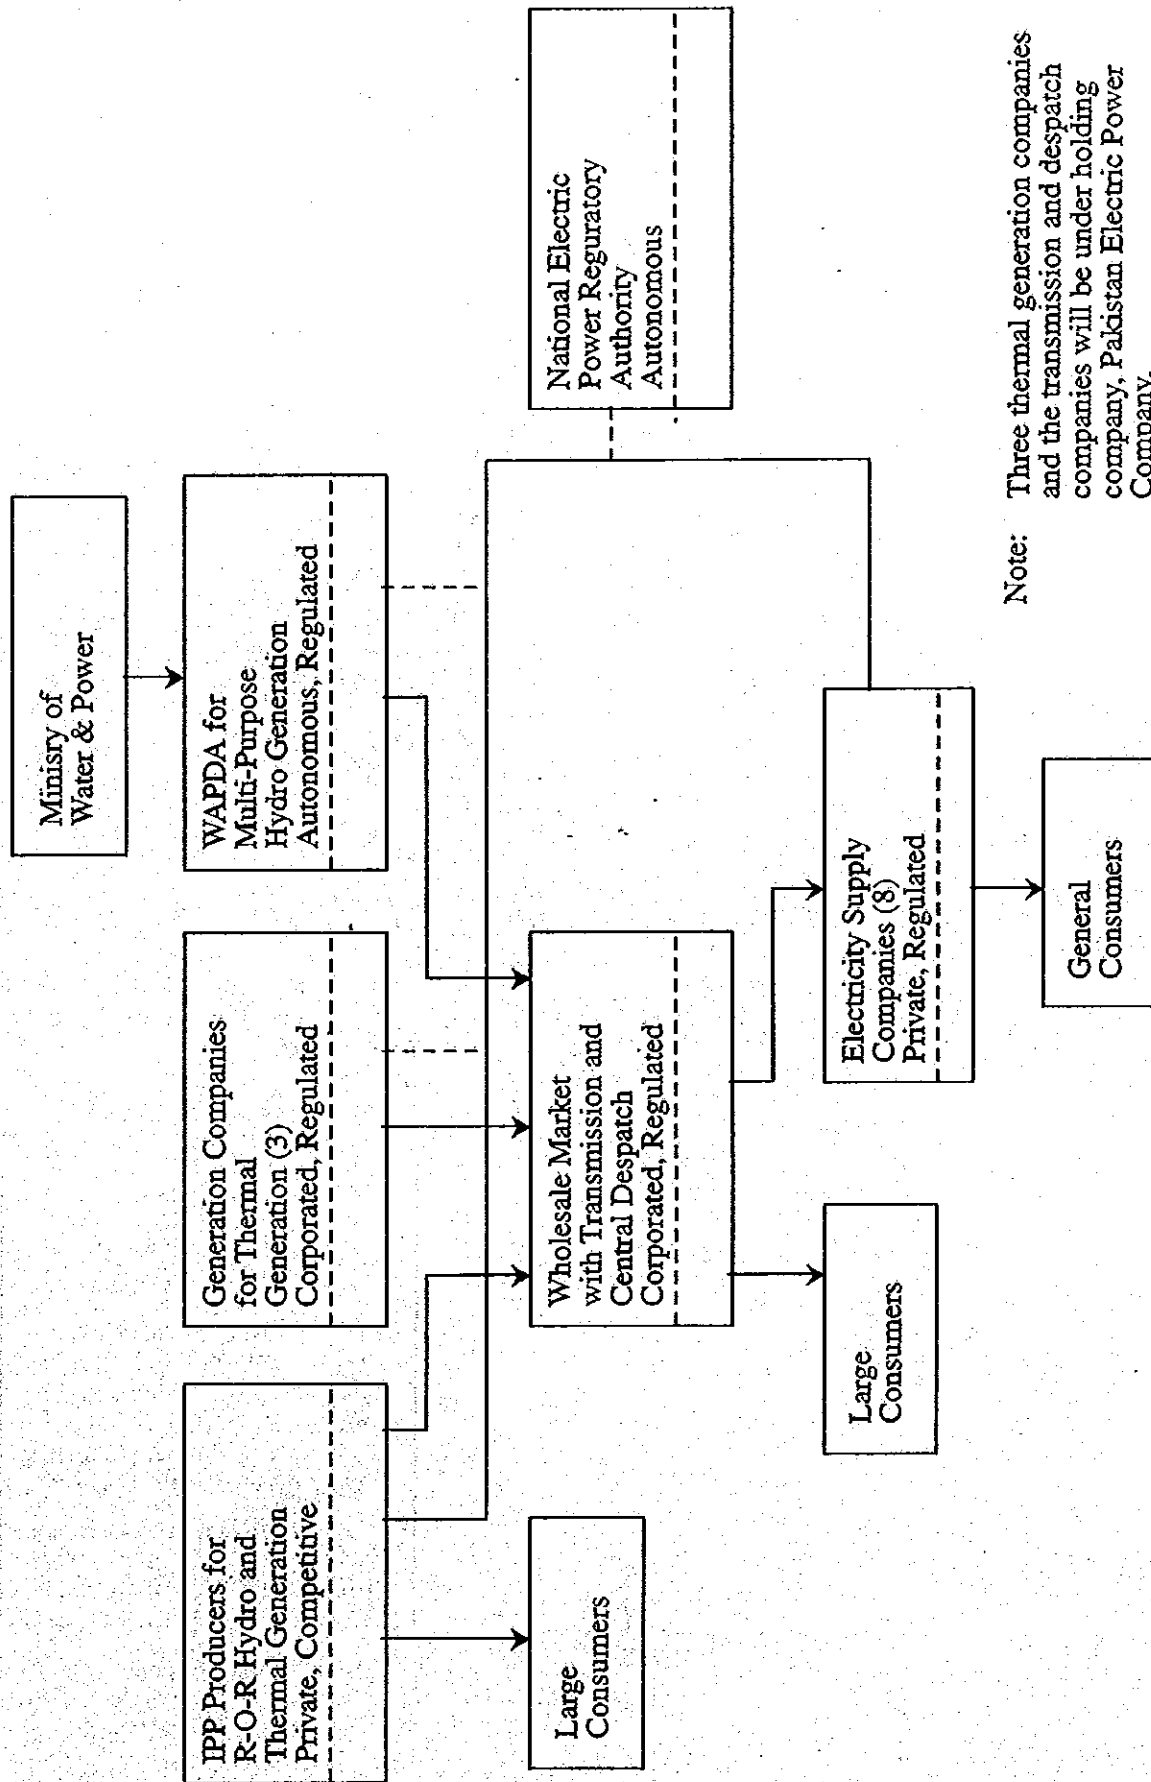 Minisry of
Water & Power
IPP Producers for
R-O-R Hydro and
Thermal Generation
Private, Competitive
Generation Companies
for Thermal
Generation (3)
Corporated, Regulated
WAPDA for
Multi-Purpose
Hydro Generation
Autonomous, Regulated
Large
Consumers
Wholesale Market
with Transmission and
Central Despatch
Corporated, Regulated
National Electric
Power Reguratory
Authority
Autonomous
Large
Consumers
Electricity Supply
Companies (8)
Private, Regulated
General
Consumers
Note: Three thermal generation companies
and the transmission and despatch
companies will be under holding
company, Pakistan Electric Power
Company.